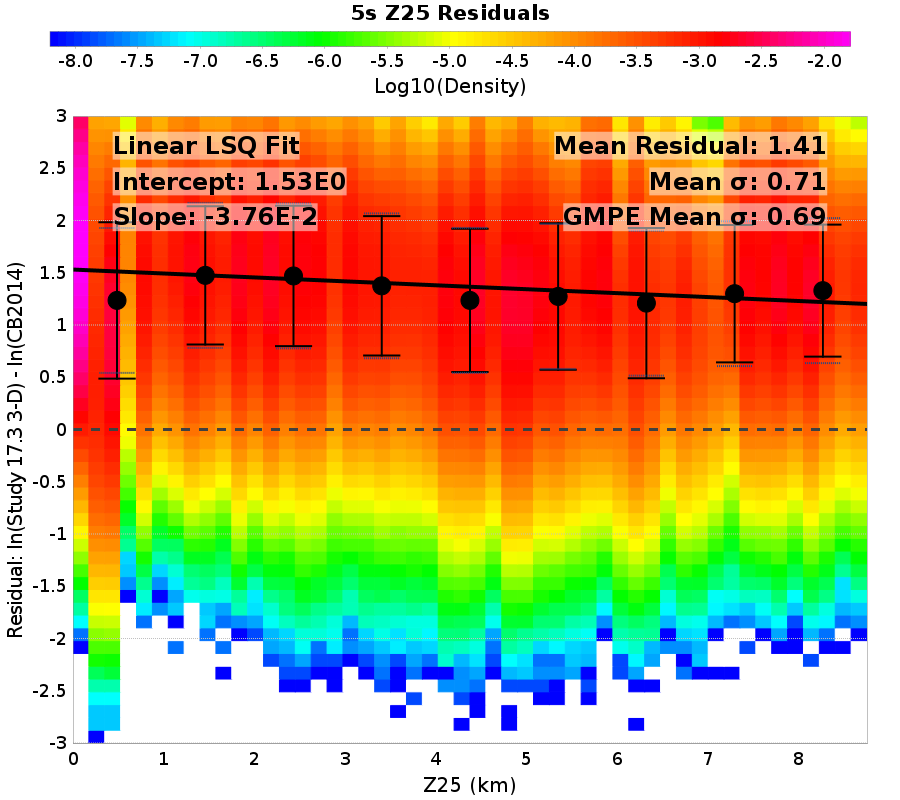 5s Z25 Residuals
-8.0 -7.5 -7.0 -6.5 -6.0 -5.5 -5.0 -4.5 -4.0 -3.5 -3.0 -2.5 -2.0
Log10(Density)
Linear LSQ Fit
Intercept: 1.53E0
Slope: -3.76E-2
Mean Residual: 1.41
Mean σ: 0.71
GMPE Mean σ: 0.69
Residual: ln(Study 17.3 3-D) - ln(CB2014)
3
2.5
2
1.5
1
0.5
0
-0.5
-1
-1.5
-2
-2.5
-3
0 1 2 3 4 5 6 7 8
Z25 (km)